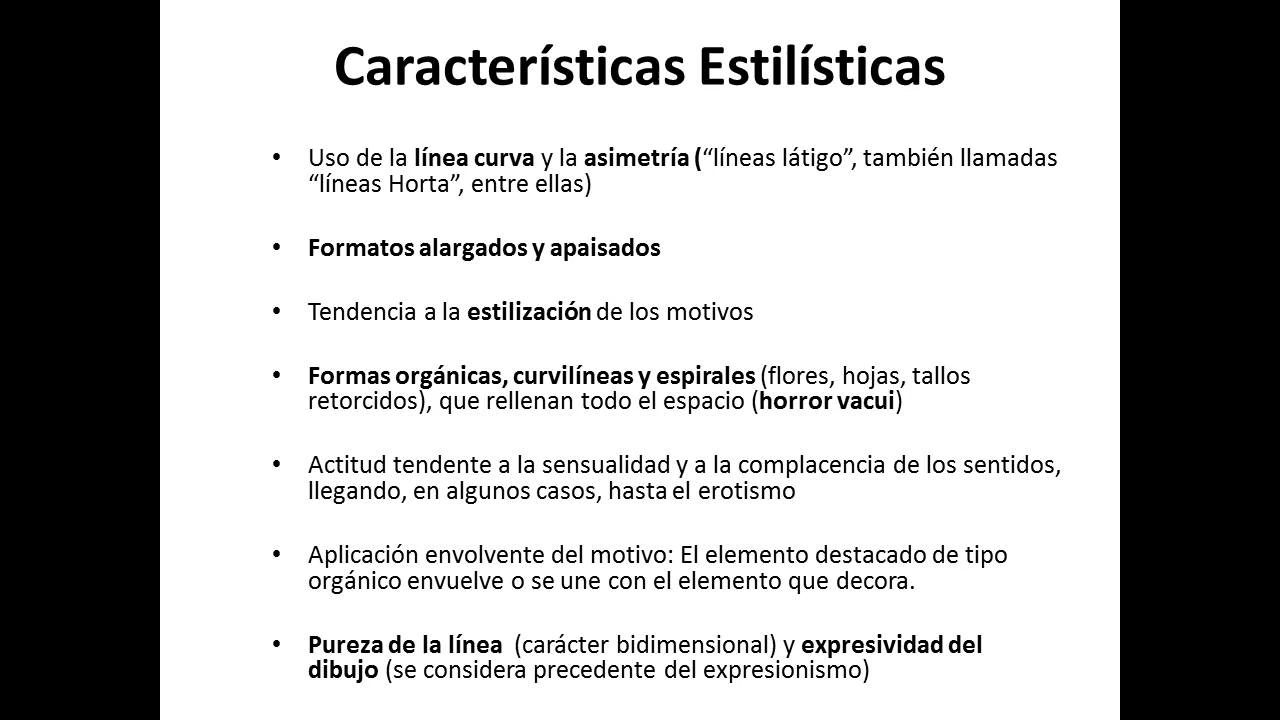 Características Estilísticas
• Uso de la línea curva y la asimetría (“líneas látigo”, también llamadas
“líneas Horta”, entre ellas)
• Formatos alargados y apaisados
• Tendencia a la estilización de los motivos
• Formas orgánicas, curvilíneas y espirales (flores, hojas, tallos
retorcidos), que rellenan todo el espacio (horror vacui)
• Actitud tendente a la sensualidad y a la complacencia de los sentidos,
llegando, en algunos casos, hasta el erotismo
• Aplicación envolvente del motivo: El elemento destacado de tipo
orgánico envuelve o se une con el elemento que decora.
• Pureza de la línea (carácter bidimensional) y expresividad del
dibujo (se considera precedente del expresionismo)